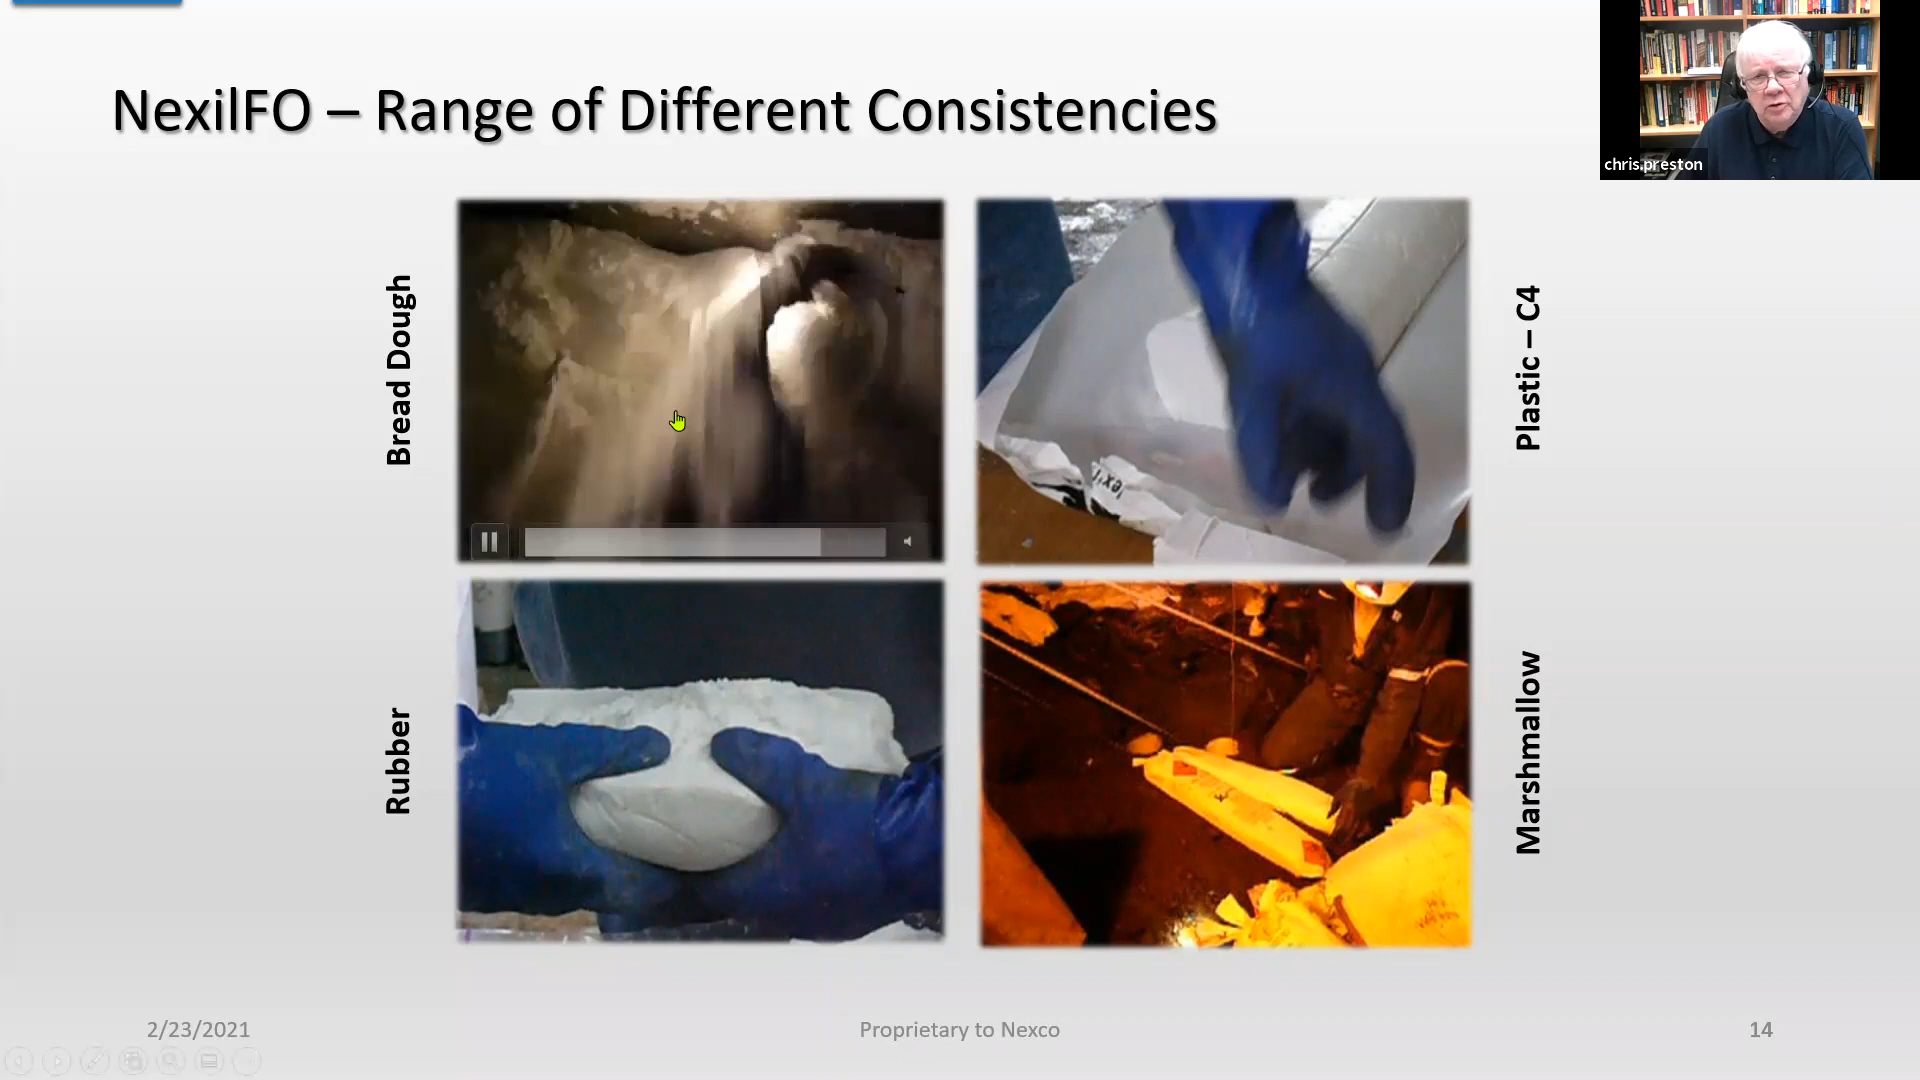 NexilFO – Range of Different Consistencies
chris.preston
Bread Dough
Plastic – C4
Rubber
Marshmallow
2/23/2021
Proprietary to Nexco
14